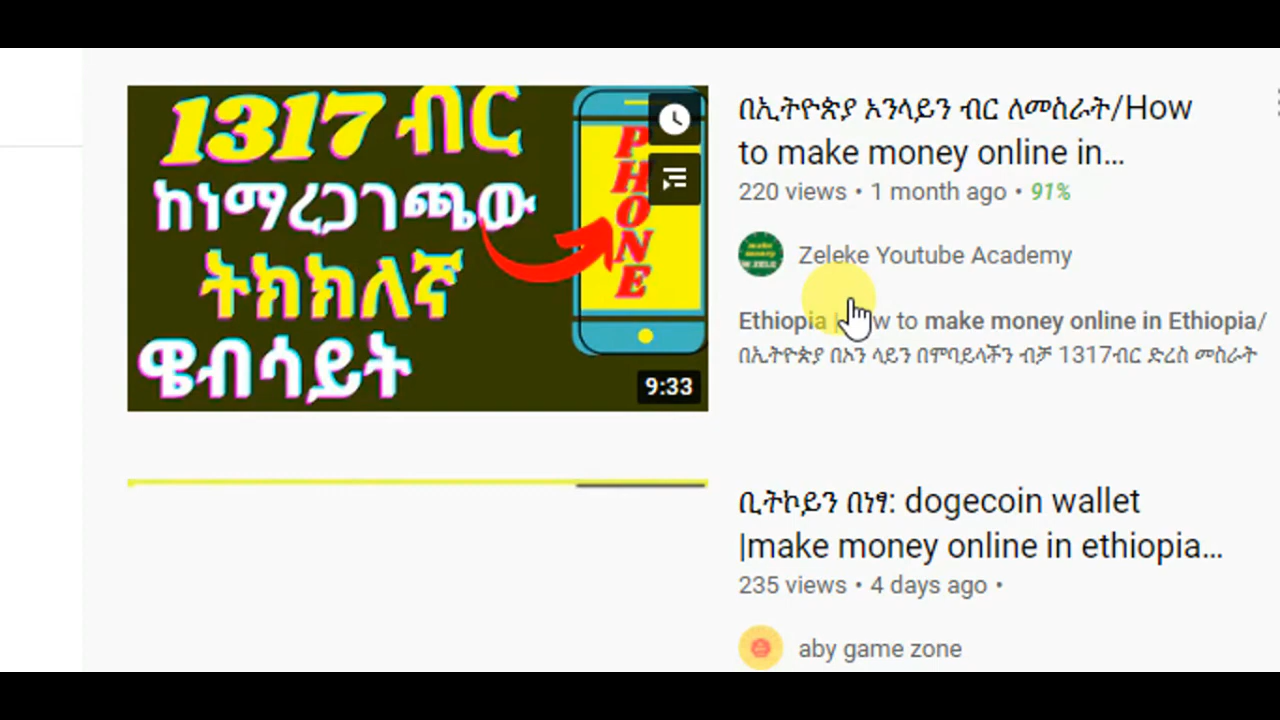 1317 ብር
ከነማረጋገጫው
ትክክለኛ
ዌብሳይት
PHONE
9:33
በኢትዮጵያ ኦንላይን ብር ለመስራት/How
to make money online in...
220 views • 1 month ago • 91%
Zeleke Youtube Academy
Ethiopia to make money online in Ethiopia/
በኢትዮጵያ በኦን ላይን በሞባይላችን ብቻ 1317ብር ድረስ መስራት
ቢትኮይን በነፃ: dogecoin wallet
|make money online in ethiopia...
235 views • 4 days ago •
aby game zone